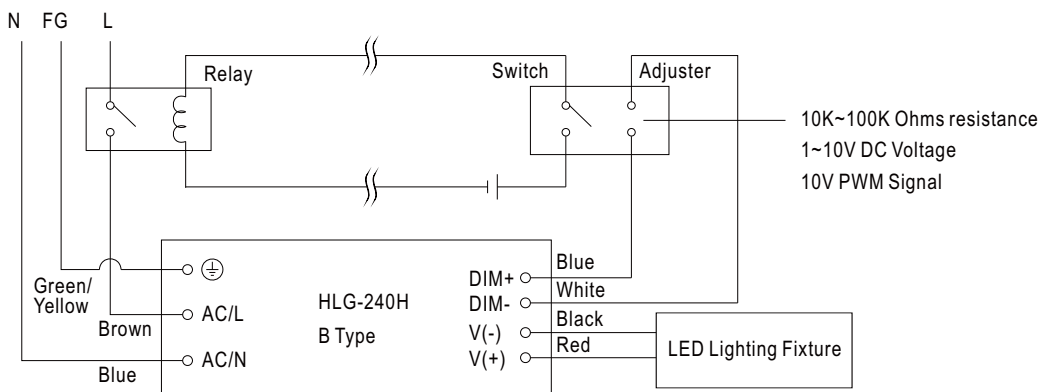 N FG L
Relay
Switch
Adjuster
10K~100K Ohms resistance
1~10V DC Voltage
10V PWM Signal
Green/
Yellow
Brown
Blue
AC/L
AC/N
HLG-240H
B Type
DIM+
DIM-
V(-)
V(+)
Blue
White
Black
Red
LED Lighting Fixture